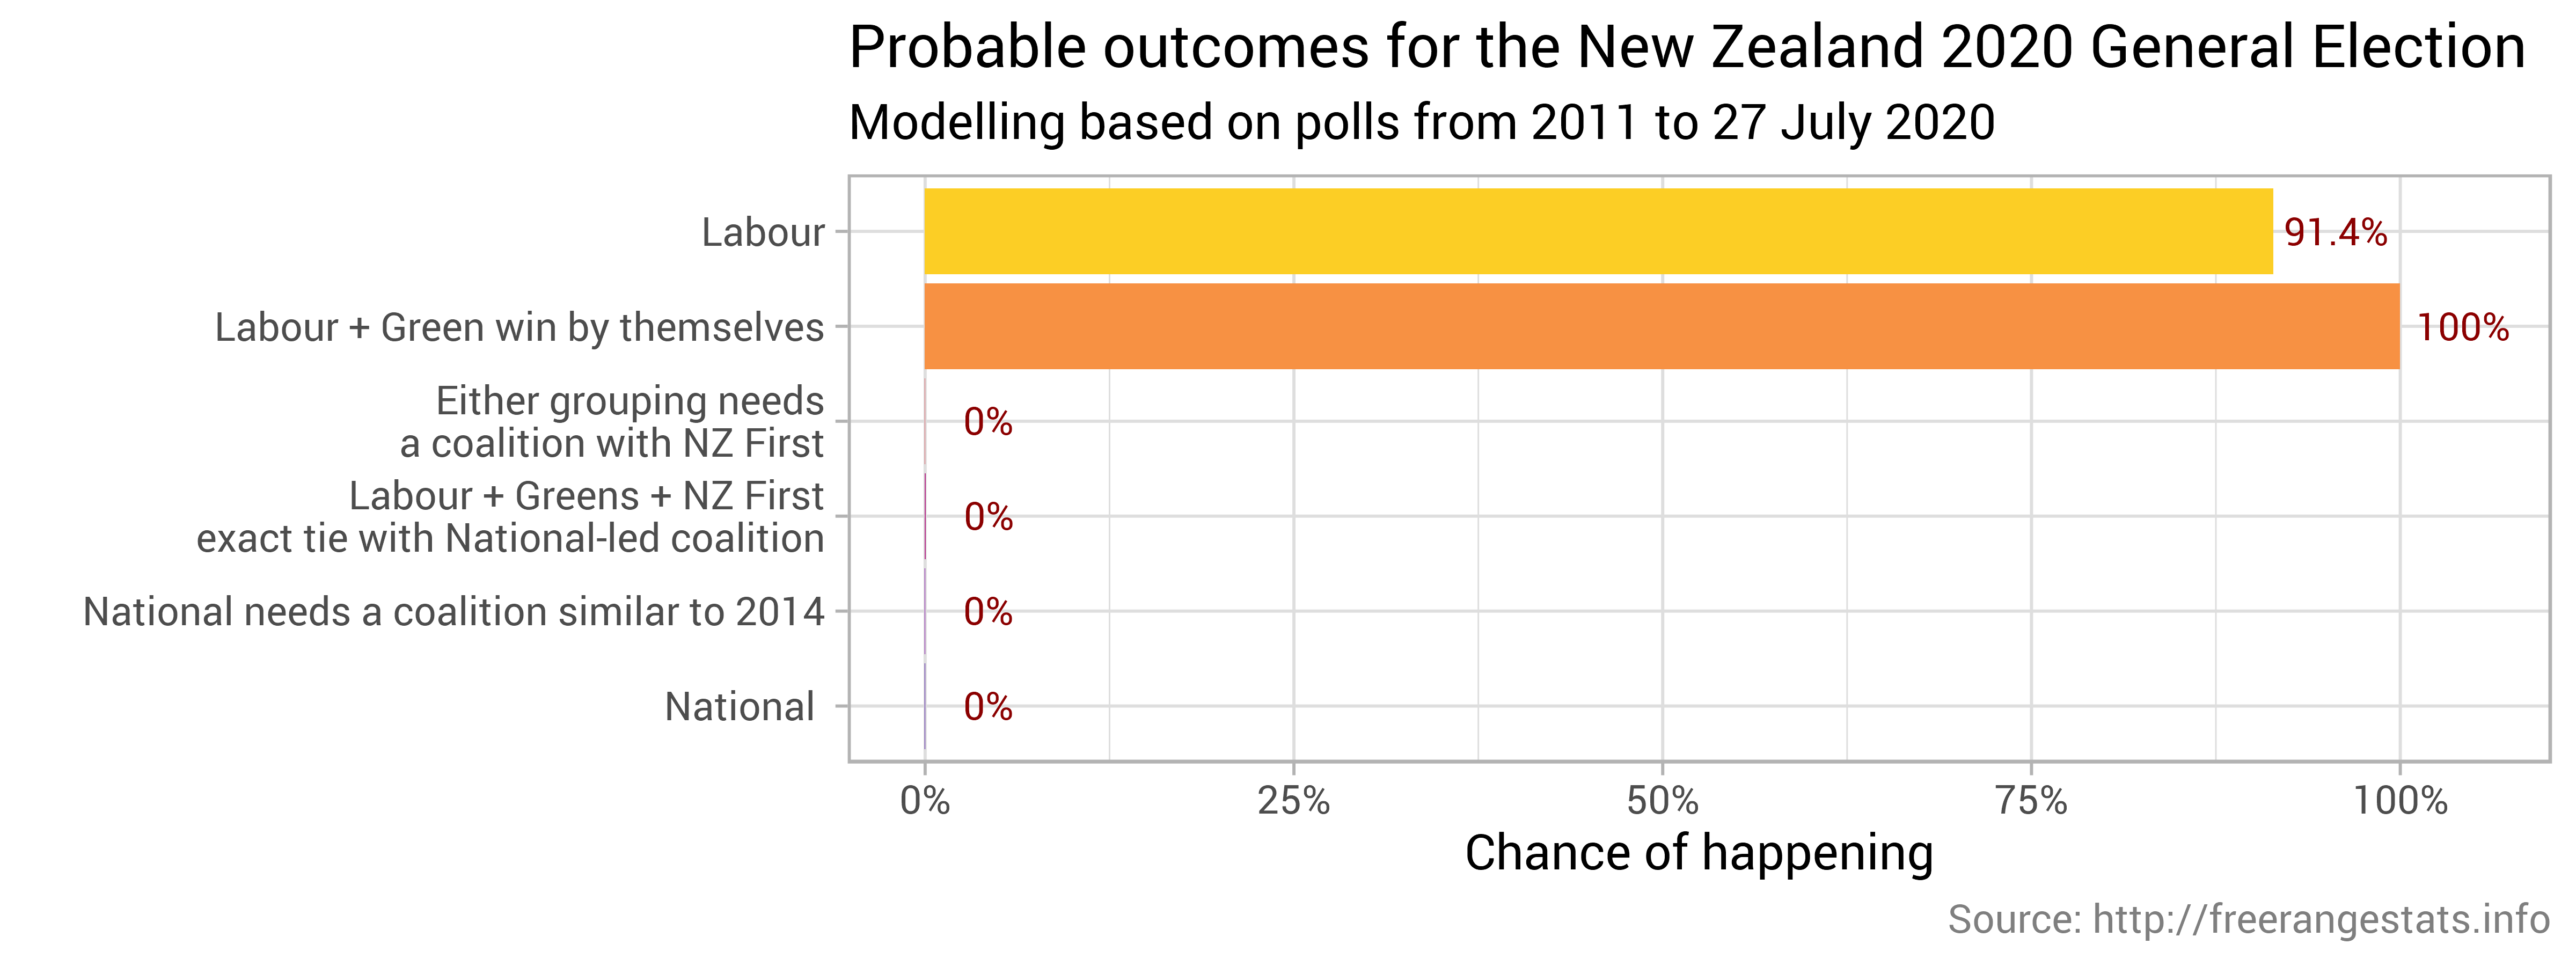 Probable outcomes for the New Zealand 2020 General Election
Modelling based on polls from 2011 to 27 July 2020
Labour
91.4%
Labour + Green win by themselves
100%
Either grouping needs
a coalition with NZ First
0%
Labour + Greens + NZ First
exact tie with National-led coalition
0%
National needs a coalition similar to 2014
0%
National
0%
0%
25%
50%
75%
100%
Chance of happening
Source: http://freerangestats.info